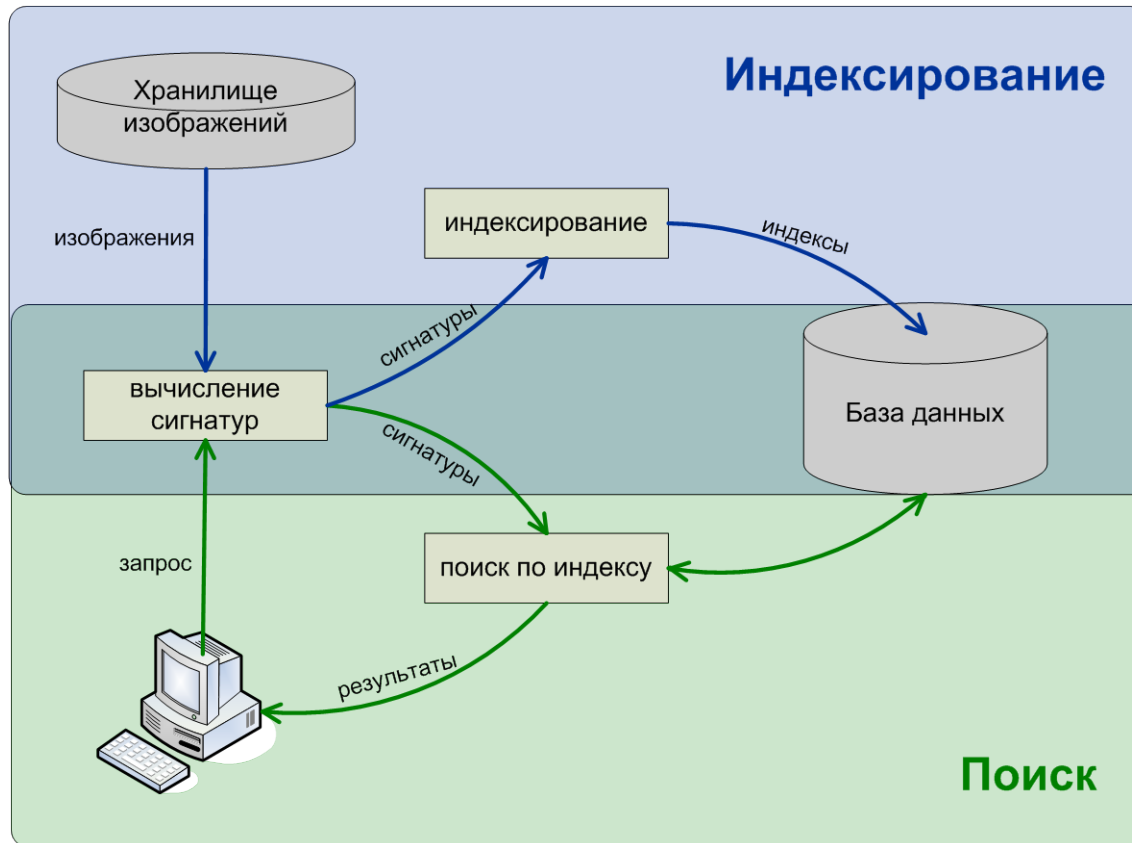 Индексирование
Хранилище
изображений
изображения
индексирование
индексы
сигнатуры
вычисление
сигнатур
База данных
сигнатуры
запрос
поиск по индексу
результаты
Поиск